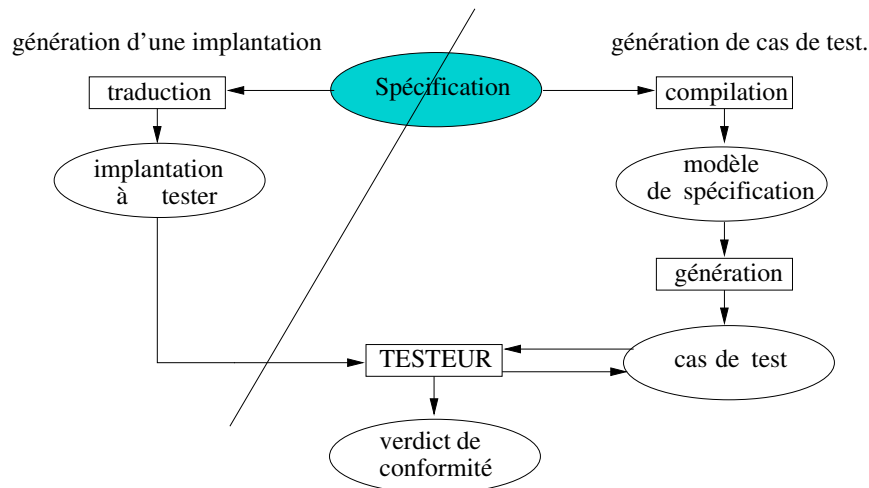 génération d'une implantation
génération de cas de test.
traduction
Spécification
compilation
implantation
à tester
modèle
de spécification
génération
TESTEUR
cas de test
verdict de
conformité